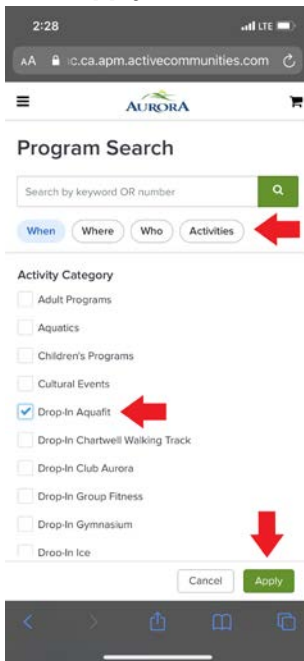 2:28
LTE
AA c.ca.apm.activecommunities.com
AURORA
Program Search
Search by keyword OR number
When Where Who Activities
Activity Category
Adult Programs
Aquatics
Children's Programs
Cultural Events
Drop-In Aquafit
Drop-In Chartwell Walking Track
Drop-In Club Aurora
Drop-In Group Fitness
Drop-In Gymnasium
Drop-In Ice
Cancel Apply